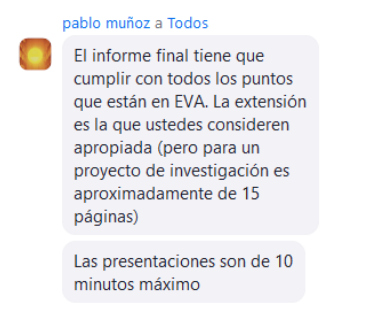 pablo muñoz a Todos
El informe final tiene que
cumplir con todos los puntos
que están en EVA. La extensión
es la que ustedes consideren
apropiada (pero para un
proyecto de investigación es
aproximadamente de 15
páginas)
Las presentaciones son de 10
minutos máximo